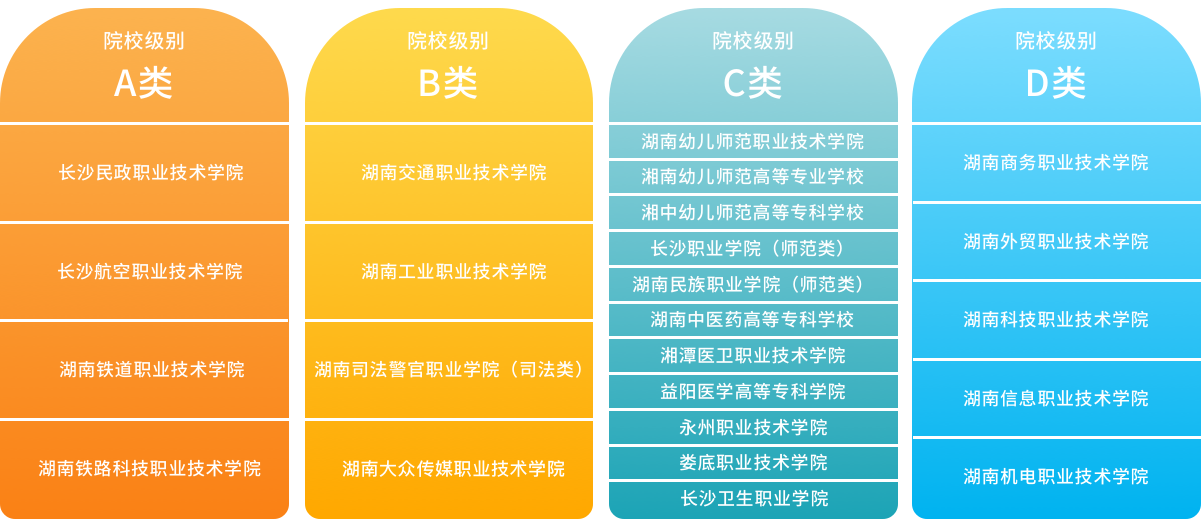 院校级别
A类
长沙民政职业技术学院
长沙航空职业技术学院
湖南铁道职业技术学院
湖南铁路科技职业技术学院
院校级别
B类
湖南交通职业技术学院
湖南工业职业技术学院
湖南司法警官职业学院（司法类）
湖南大众传媒职业技术学院
院校级别
C类
湖南幼儿师范职业技术学院
湘南幼儿师范高等专业学校
湘中幼儿师范高等专科学校
长沙职业学院（师范类）
湖南民族职业学院（师范类）
湖南中医药高等专科学校
湘潭医卫职业技术学院
益阳医学高等专科学院
永州职业技术学院
娄底职业技术学院
长沙卫生职业学院
院校级别
D类
湖南商务职业技术学院
湖南外贸职业技术学院
湖南科技职业技术学院
湖南信息职业技术学院
湖南机电职业技术学院